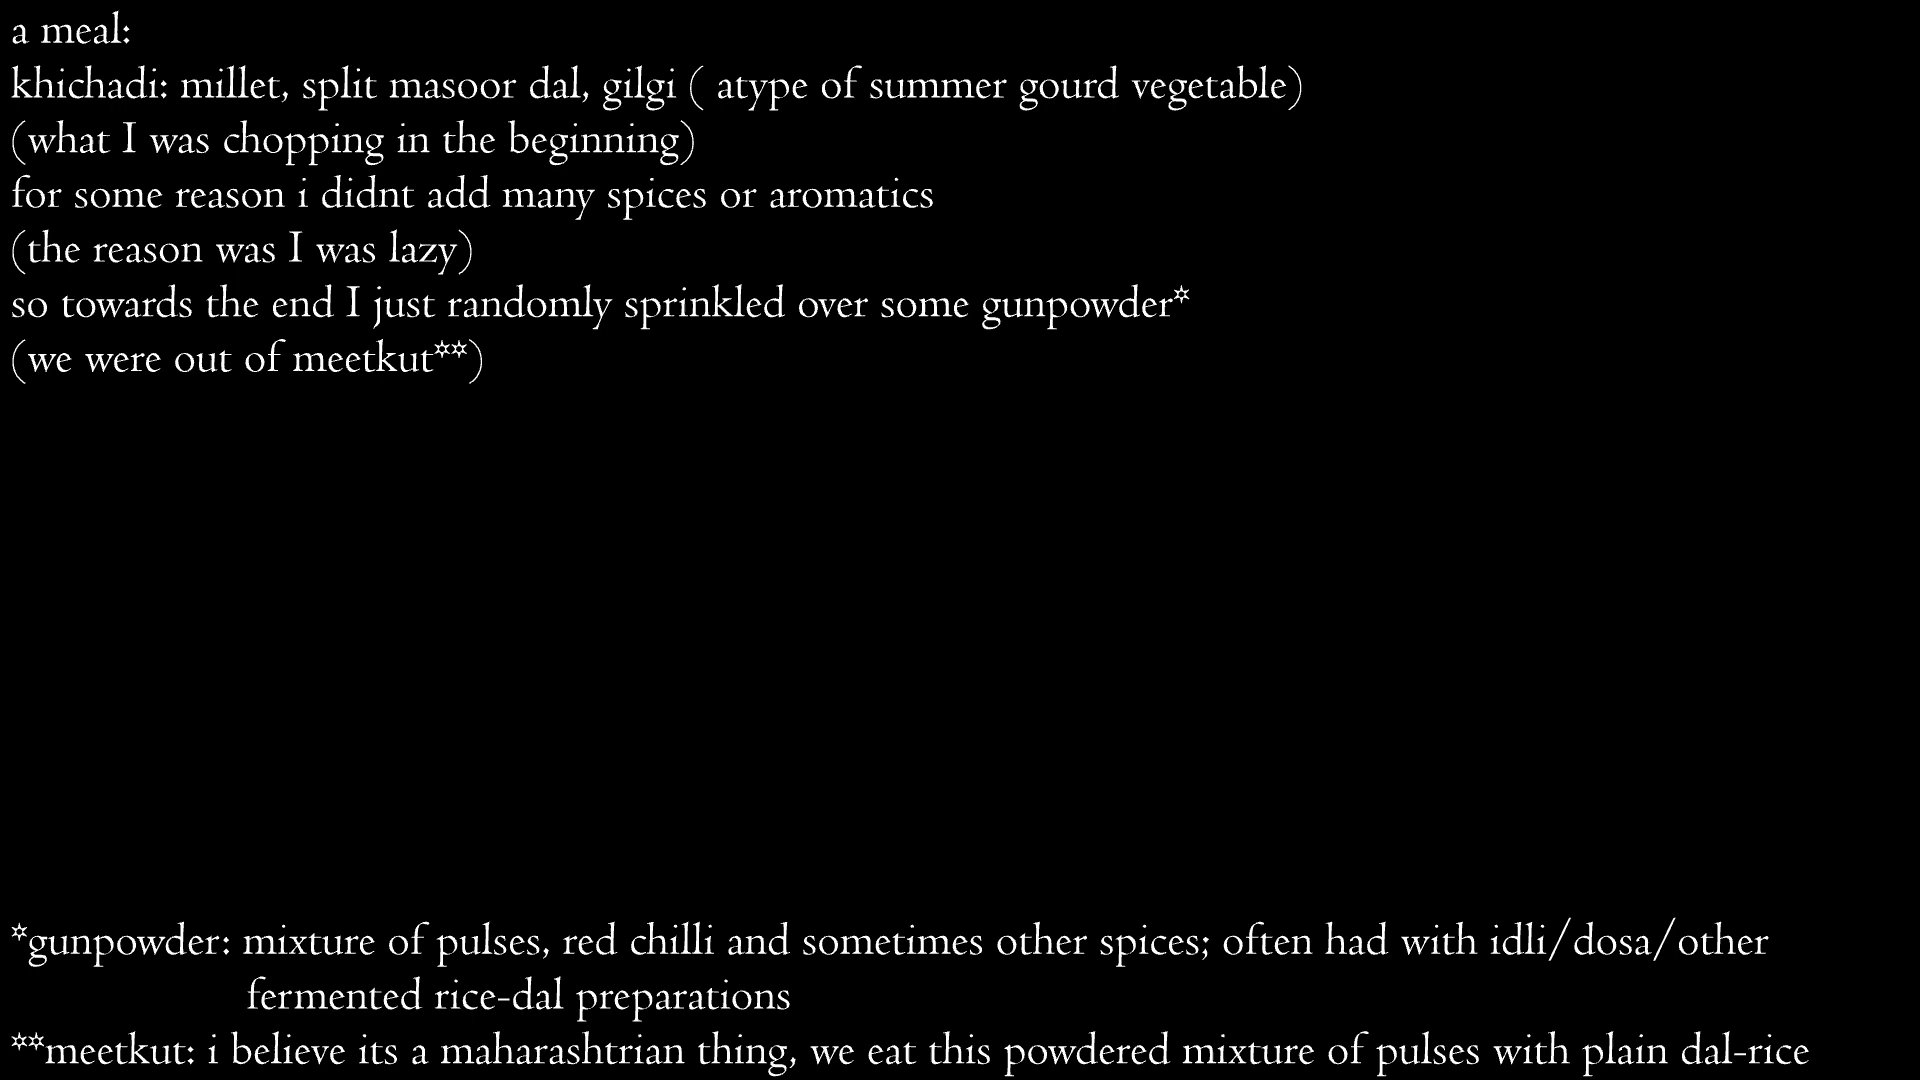 a meal:
khichadi: millet, split masoor dal, gilgi ( atype of summer gourd vegetable)
(what I was chopping in the beginning)
for some reason i didnt add many spices or aromatics
(the reason was I was lazy)
so towards the end I just randomly sprinkled over some gunpowder*
(we were out of meetkut**)
*gunpowder: mixture of pulses, red chilli and sometimes other spices; often had with idli/dosa/other
fermented rice-dal preparations
**meetkut: i believe its a maharashtrian thing, we eat this powdered mixture of pulses with plain dal-rice